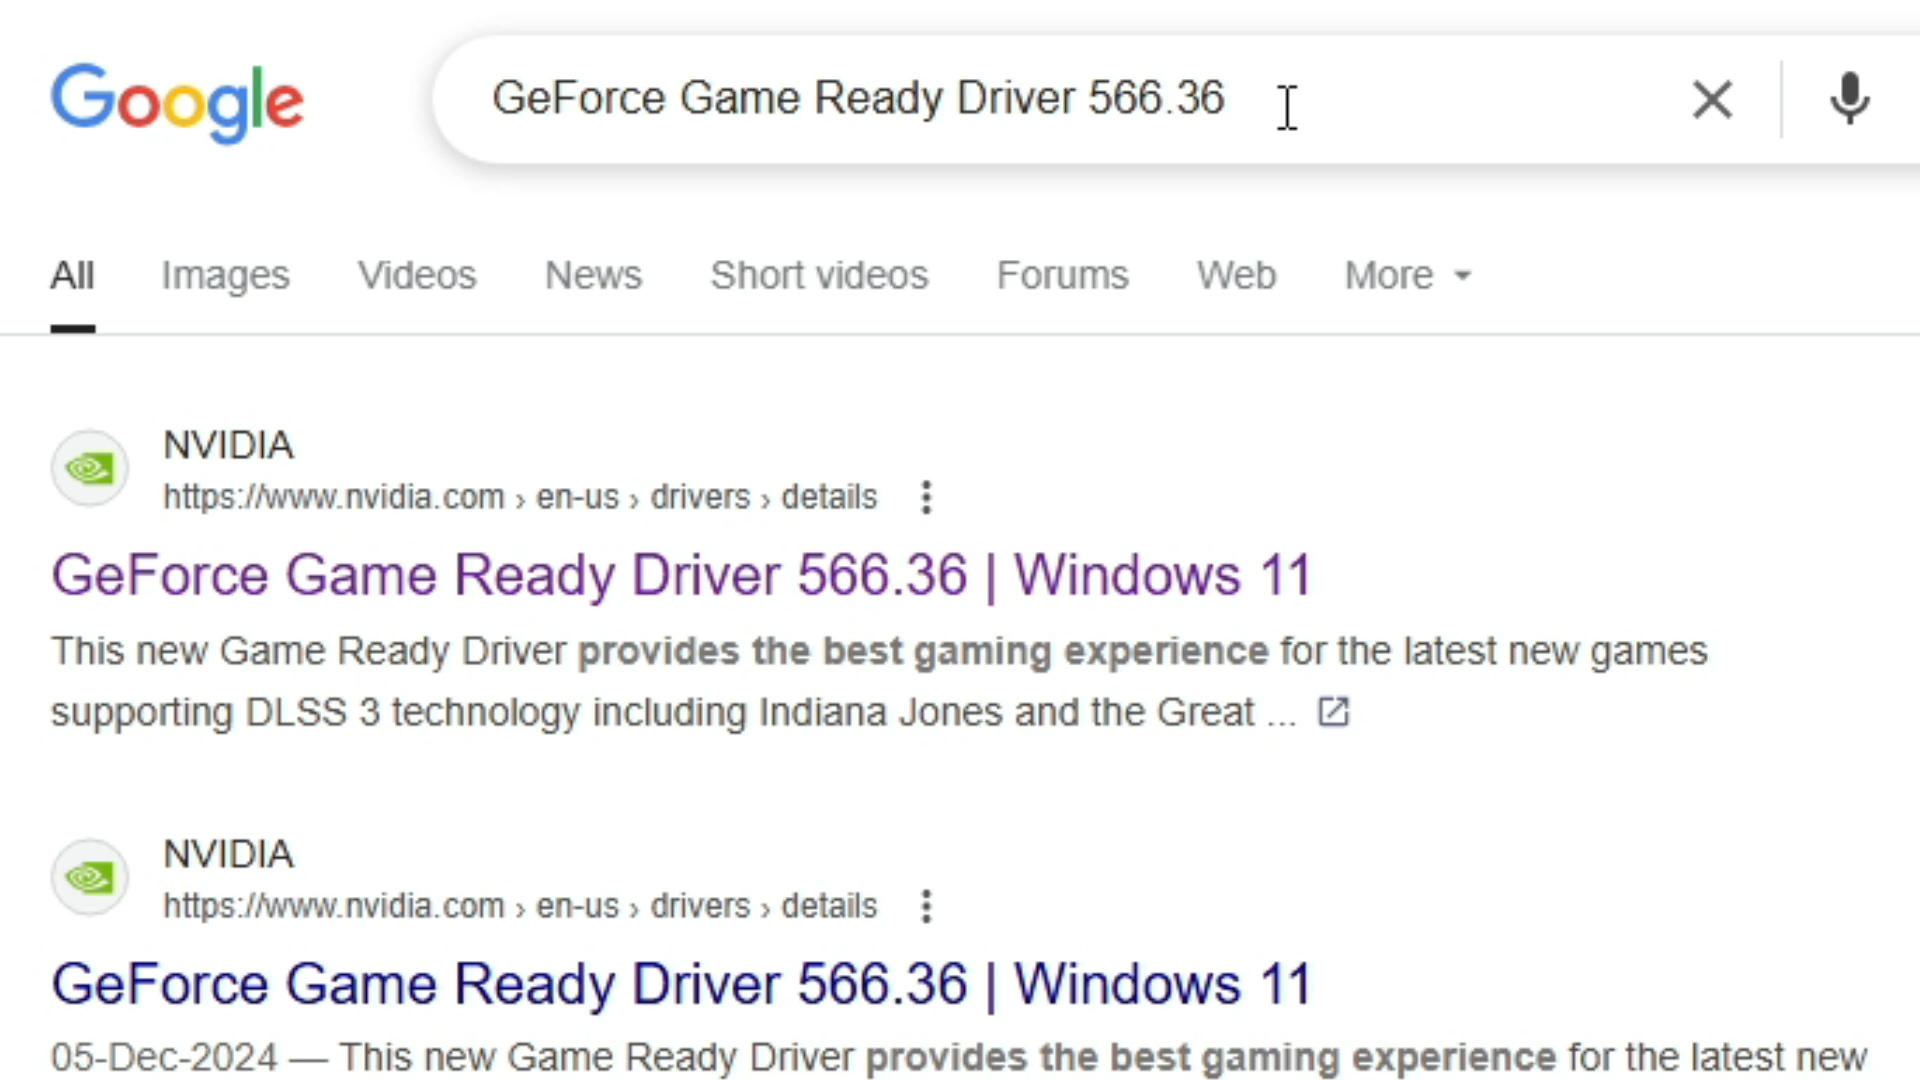 Google
GeForce Game Ready Driver 566.36
All Images Videos News Short videos Forums Web More
NVIDIA
https://www.nvidia.com › en-us › drivers › details
GeForce Game Ready Driver 566.36 | Windows 11
This new Game Ready Driver provides the best gaming experience for the latest new games
supporting DLSS 3 technology including Indiana Jones and the Great ...
NVIDIA
https://www.nvidia.com › en-us › drivers › details
GeForce Game Ready Driver 566.36 | Windows 11
05-Dec-2024 — This new Game Ready Driver provides the best gaming experience for the latest new